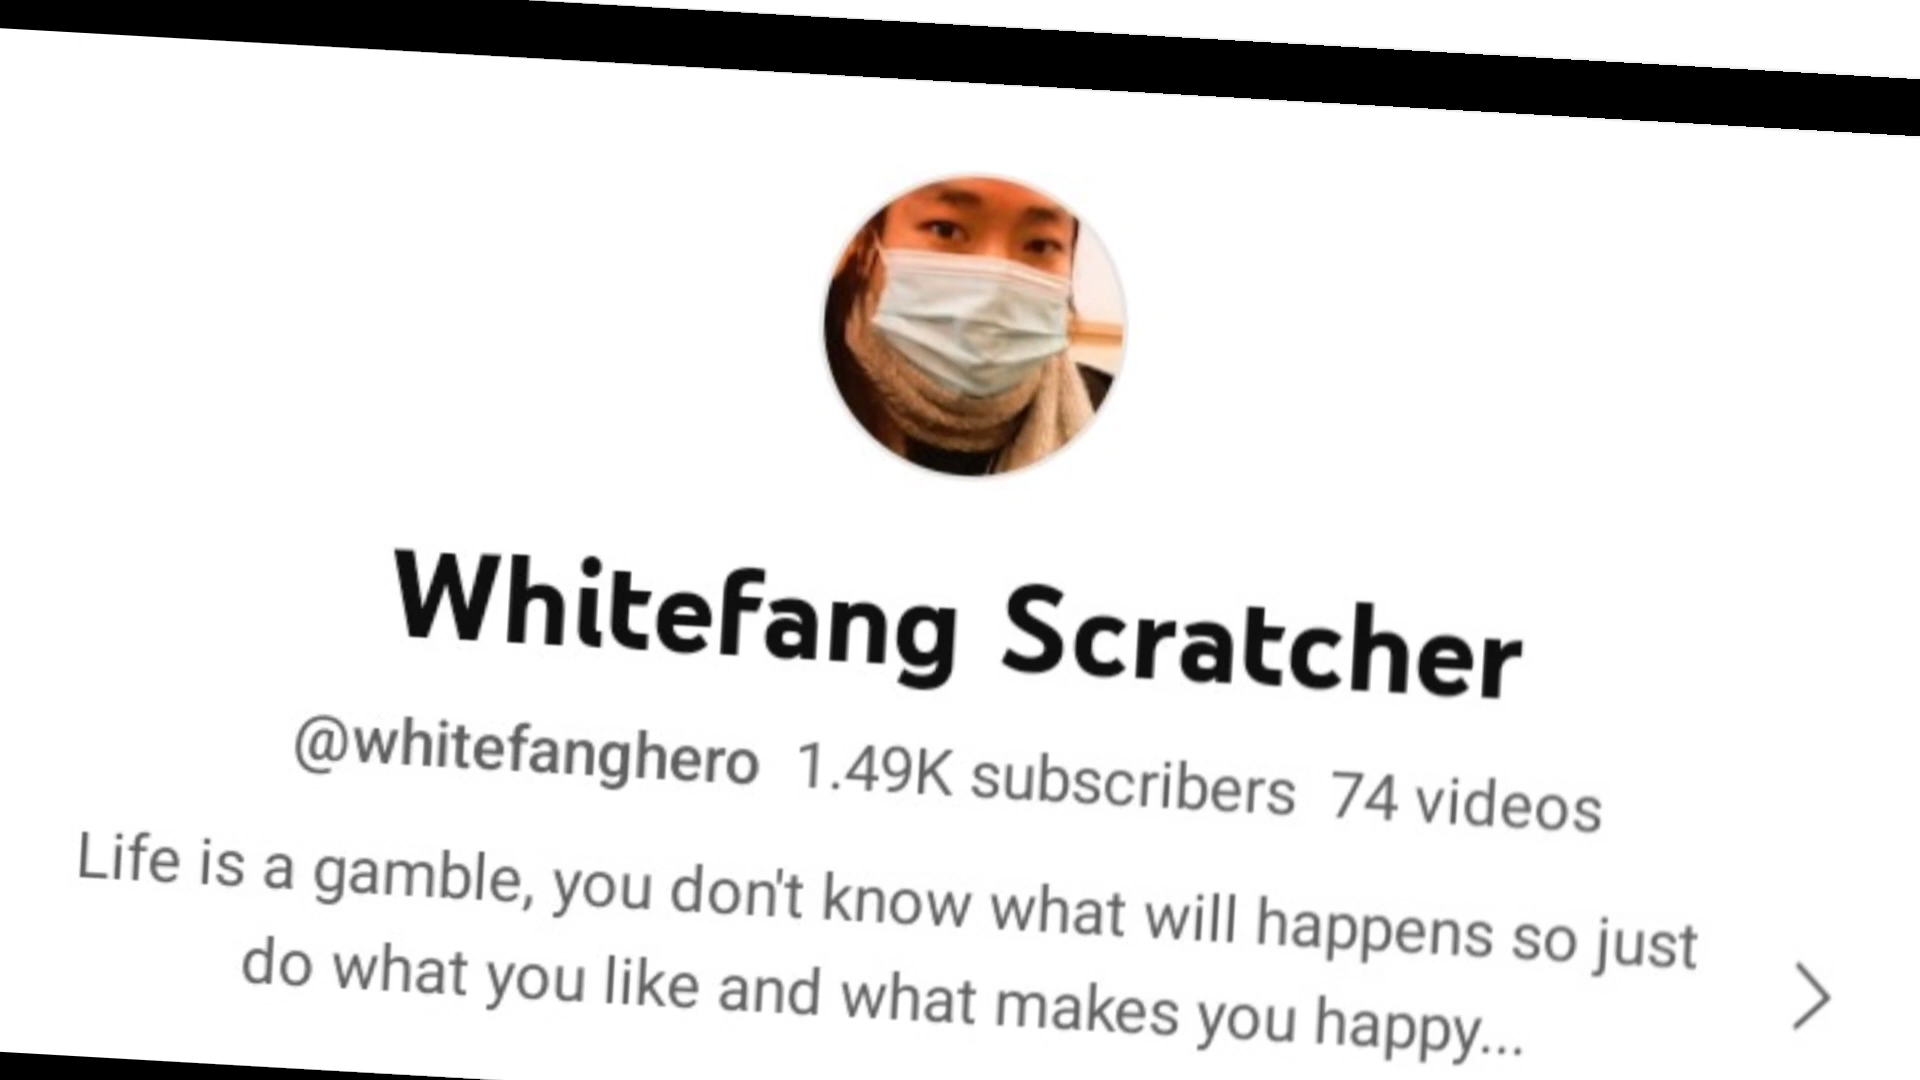 Whitefang Scratcher
@whitefanghero 1.49K subscribers 74 videos
Life is a gamble, you don't know what will happens so just
do what you like and what makes you happy...